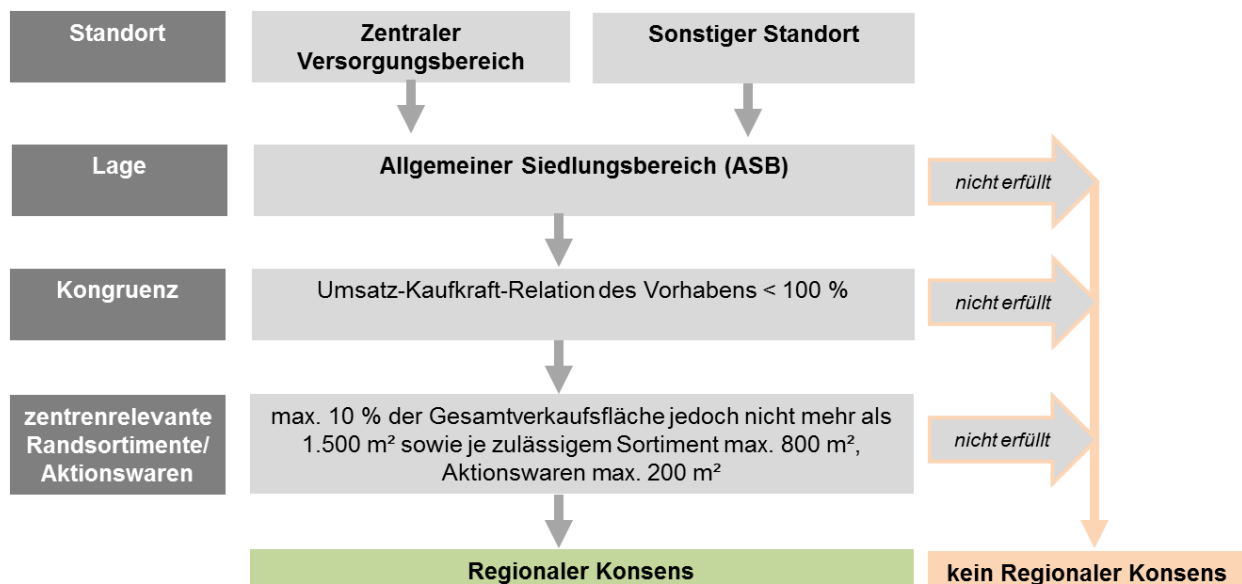 Standort
Zentraler
Versorgungsbereich
Sonstiger Standort
Lage
Allgemeiner Siedlungsbereich (ASB)
nicht erfüllt
Kongruenz
Umsatz-Kaufkraft-Relation des Vorhabens < 100 %
nicht erfüllt
zentrenrelevante
Randsortimente/
Aktionswaren
max. 10 % der Gesamtverkaufsfläche jedoch nicht mehr als
1.500 m² sowie je zulässigem Sortiment max. 800 m²,
Aktionswaren max. 200 m²
nicht erfüllt
Regionaler Konsens
kein Regionaler Konsens